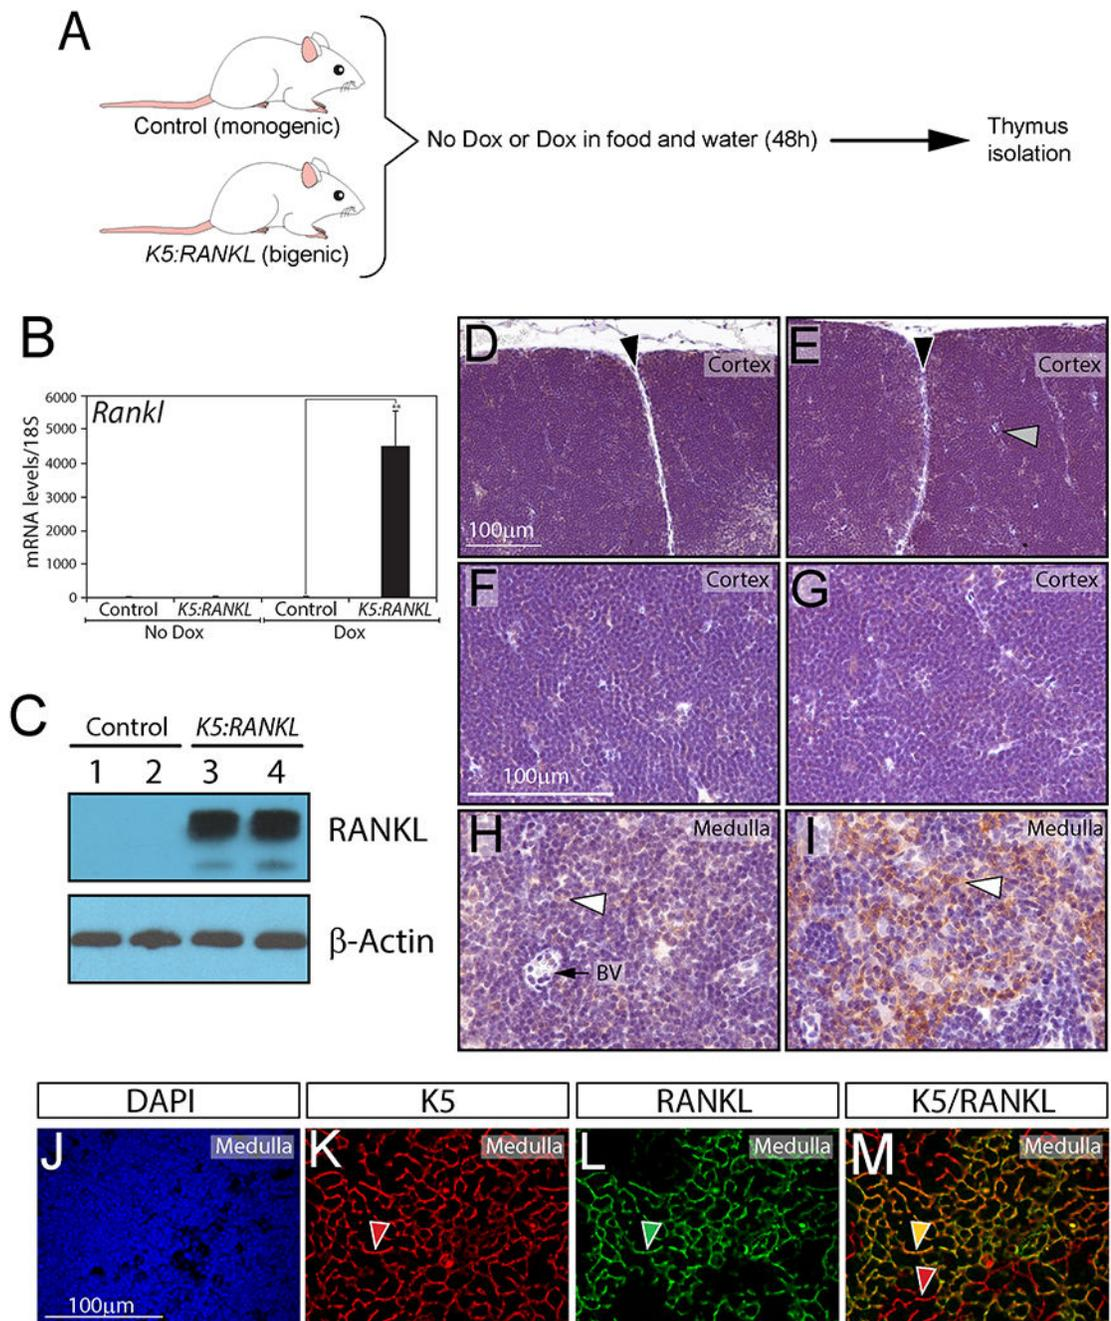 A
Control (monogenic)
K5:RANKL (bigenic)
No Dox or Dox in food and water (48h)
Thymus
isolation
B
Rankl
mRNA levels/18S
6000
5000
4000
3000
2000
1000
0
**
Control K5:RANKL Control K5:RANKL
No Dox Dox
C
Control K5:RANKL
1 2 3 4
RANKL
β-Actin
D
Cortex
100μm
E
Cortex
F
Cortex
100μm
G
Cortex
H
Medulla
BV
I
Medulla
DAPI K5 RANKL K5/RANKL
J
Medulla
100μm
K
Medulla
L
Medulla
M
Medulla